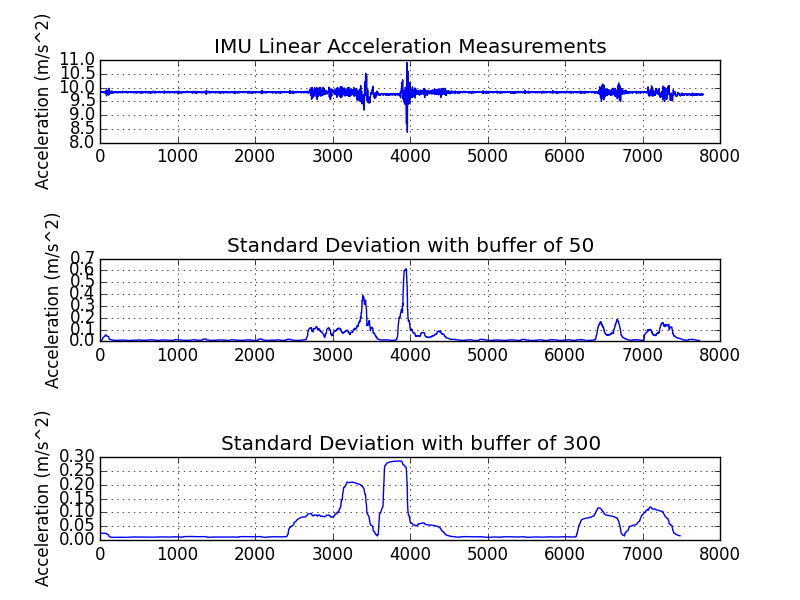 IMU Linear Acceleration Measurements
Acceleration (m/s^2)
11.0
10.5
10.0
9.5
9.0
8.5
8.0
0 1000 2000 3000 4000 5000 6000 7000 8000
Standard Deviation with buffer of 50
Acceleration (m/s^2)
0.7
0.6
0.5
0.4
0.3
0.2
0.1
0.0
0 1000 2000 3000 4000 5000 6000 7000 8000
Standard Deviation with buffer of 300
Acceleration (m/s^2)
0.30
0.25
0.20
0.15
0.10
0.05
0.00
0 1000 2000 3000 4000 5000 6000 7000 8000